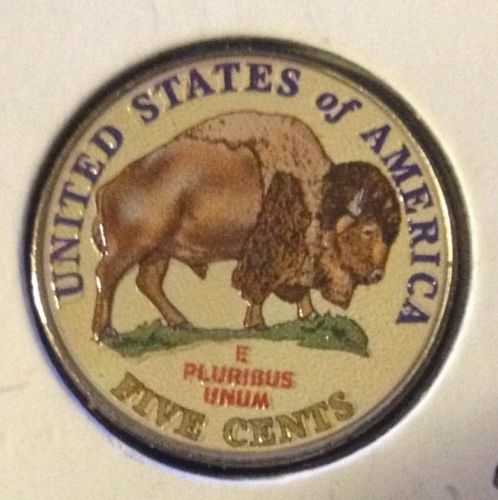 UNITED STATES of AMERICA
E
PLURIBUS
UNUM
FIVE CENTS